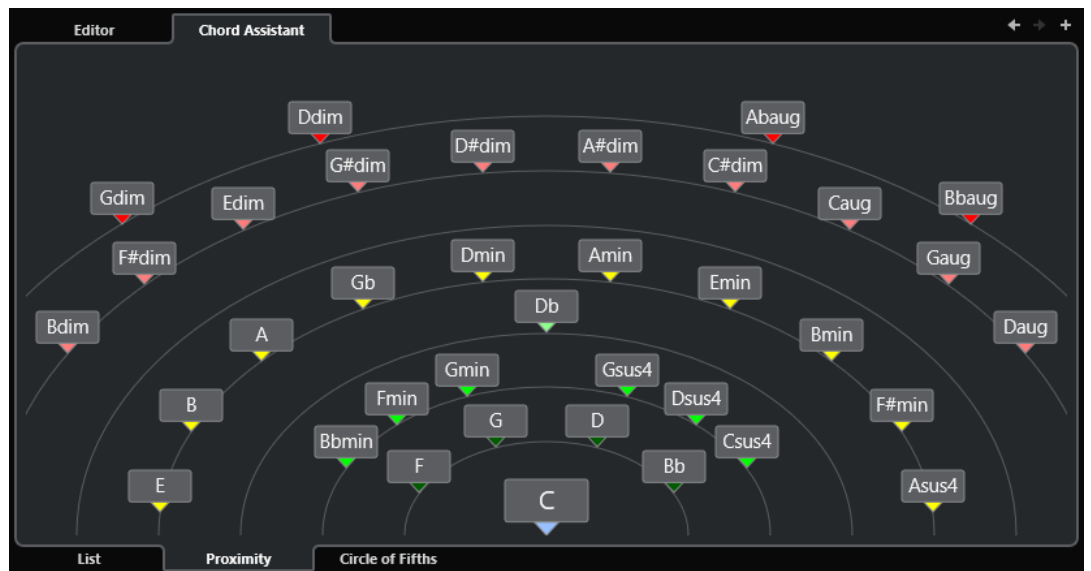 Editor
Chord Assistant
Ddim
Abaug
D#dim
A#dim
G#dim
C#dim
Gdim
Edim
Caug
Bbaug
F#dim
Dmin
Amin
Gaug
Gb
Emin
Db
Bdim
A
Bmin
Daug
Gmin
Gsus4
Fmin
Dsus4
B
F#min
G
D
Bbmin
Csus4
F
Bb
E
Asus4
C
List
Proximity
Circle of Fifths